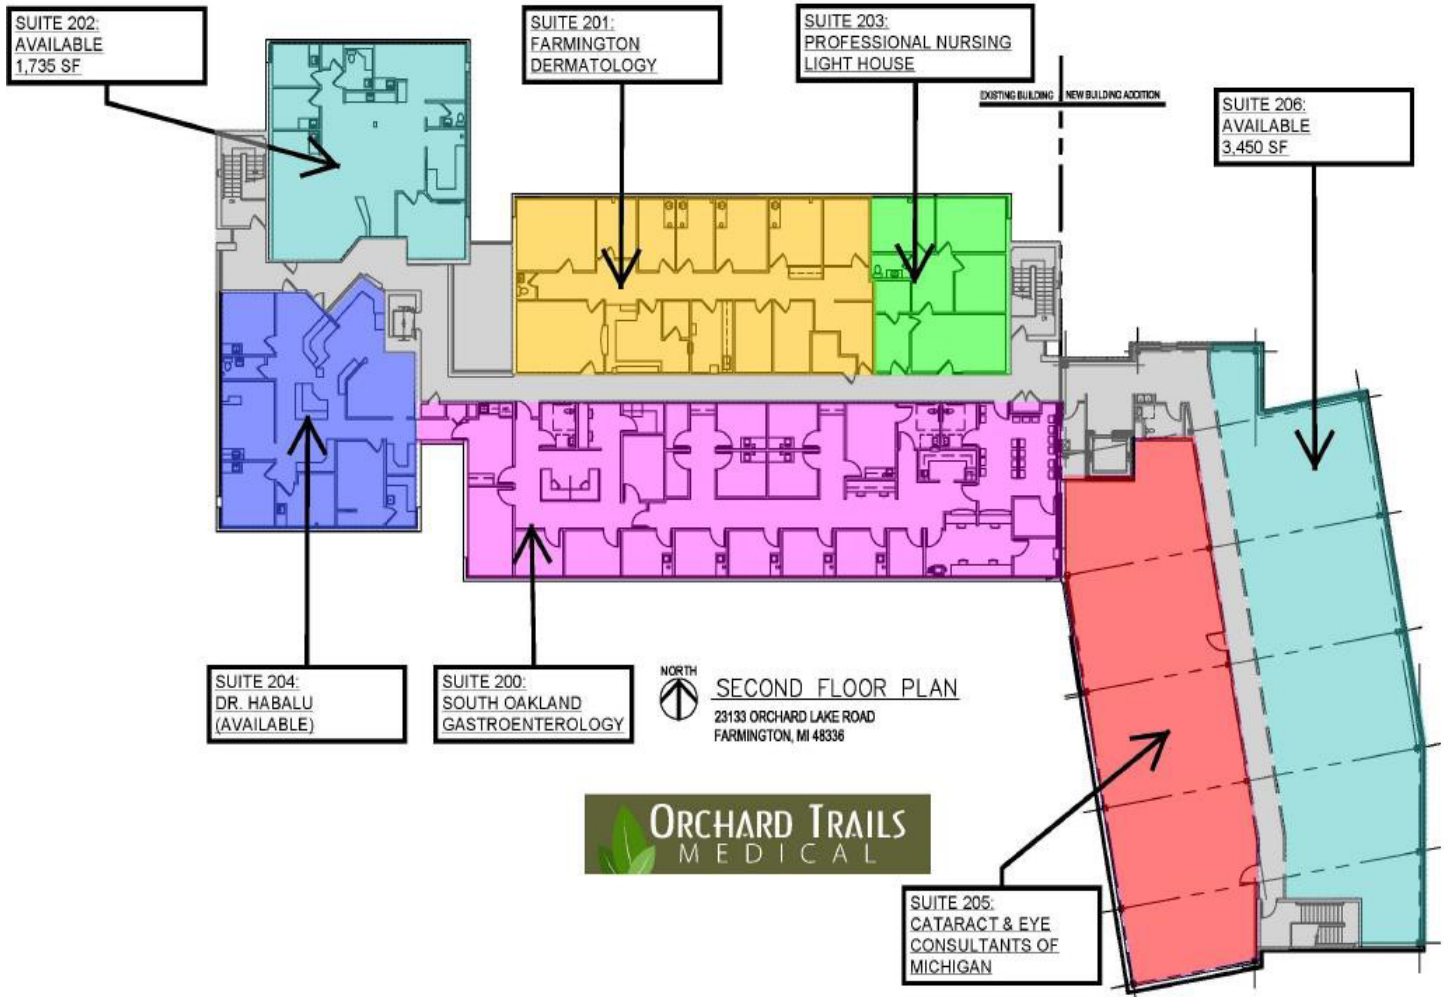 SUITE 202:
AVAILABLE
1,735 SF
SUITE 201:
FARMINGTON
DERMATOLOGY
SUITE 203:
PROFESSIONAL NURSING
LIGHT HOUSE
EXISTING BUILDING
NEW BUILDING ADDITION
SUITE 206:
AVAILABLE
3,450 SF
SUITE 204:
DR. HABALU
(AVAILABLE)
SUITE 200:
SOUTH OAKLAND
GASTROENTEROLOGY
NORTH
SECOND FLOOR PLAN
23133 ORCHARD LAKE ROAD
FARMINGTON, MI 48336
ORCHARD TRAILS
MEDICAL
SUITE 205:
CATARACT & EYE
CONSULTANTS OF
MICHIGAN